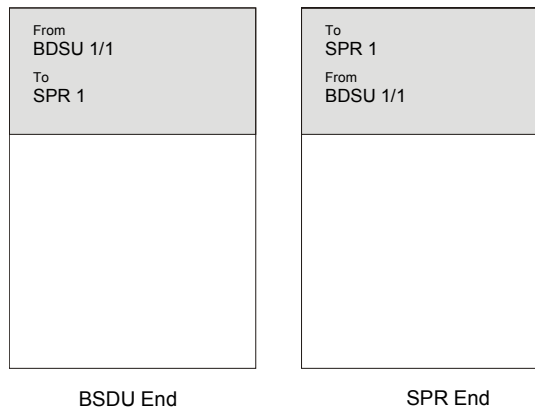 From
BDSU 1/1
To
SPR 1
BSDU End
To
SPR 1
From
BDSU 1/1
SPR End